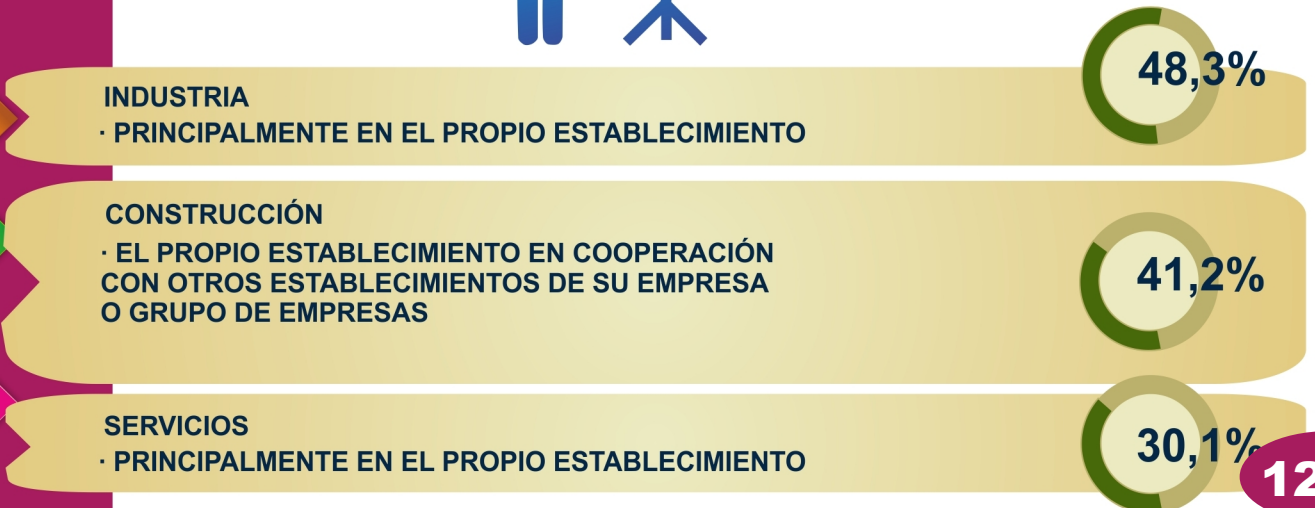 48,3%
INDUSTRIA
· PRINCIPALMENTE EN EL PROPIO ESTABLECIMIENTO
CONSTRUCCIÓN
· EL PROPIO ESTABLECIMIENTO EN COOPERACIÓN
CON OTROS ESTABLECIMIENTOS DE SU EMPRESA
O GRUPO DE EMPRESAS
41,2%
SERVICIOS
· PRINCIPALMENTE EN EL PROPIO ESTABLECIMIENTO
30,1%
12